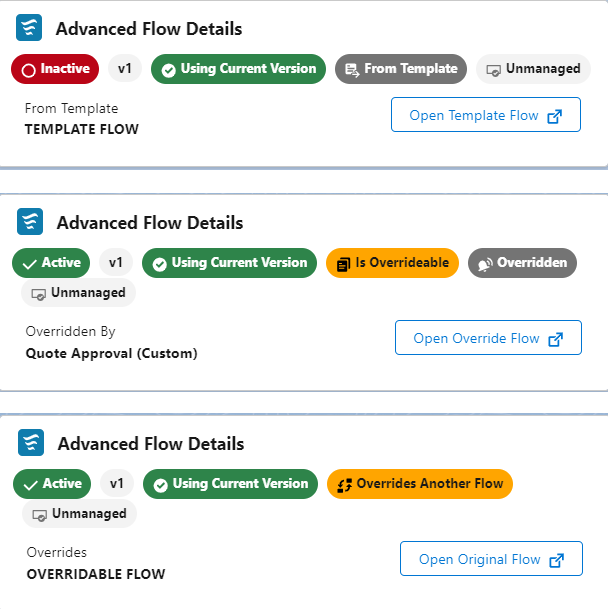 Advanced Flow Details
Inactive v1 Using Current Version From Template Unmanaged
From Template
TEMPLATE FLOW
Open Template Flow
Advanced Flow Details
Active v1 Using Current Version Is Overrideable Overridden
Unmanaged
Overridden By
Quote Approval (Custom)
Open Override Flow
Advanced Flow Details
Active v1 Using Current Version Overrides Another Flow
Unmanaged
Overrides
OVERRIDABLE FLOW
Open Original Flow